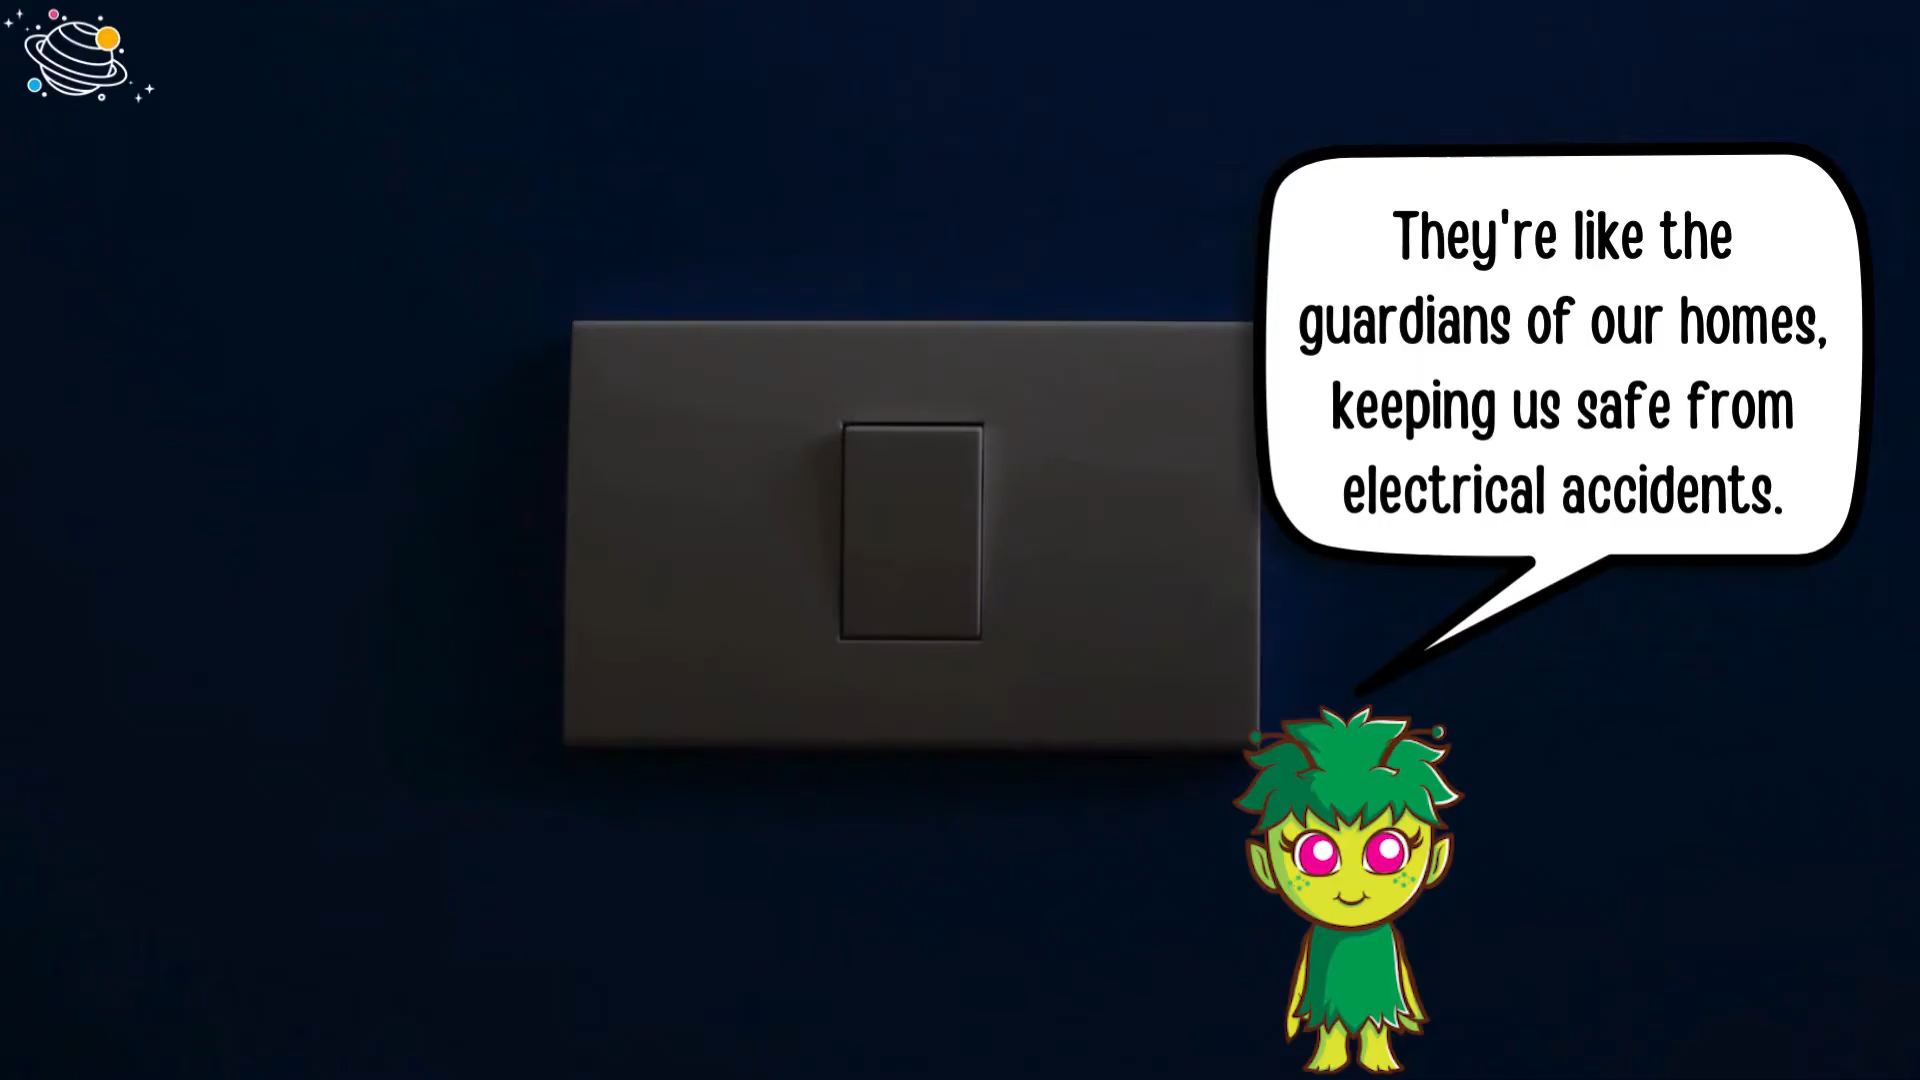 They're like the
guardians of our homes,
keeping us safe from
electrical accidents.